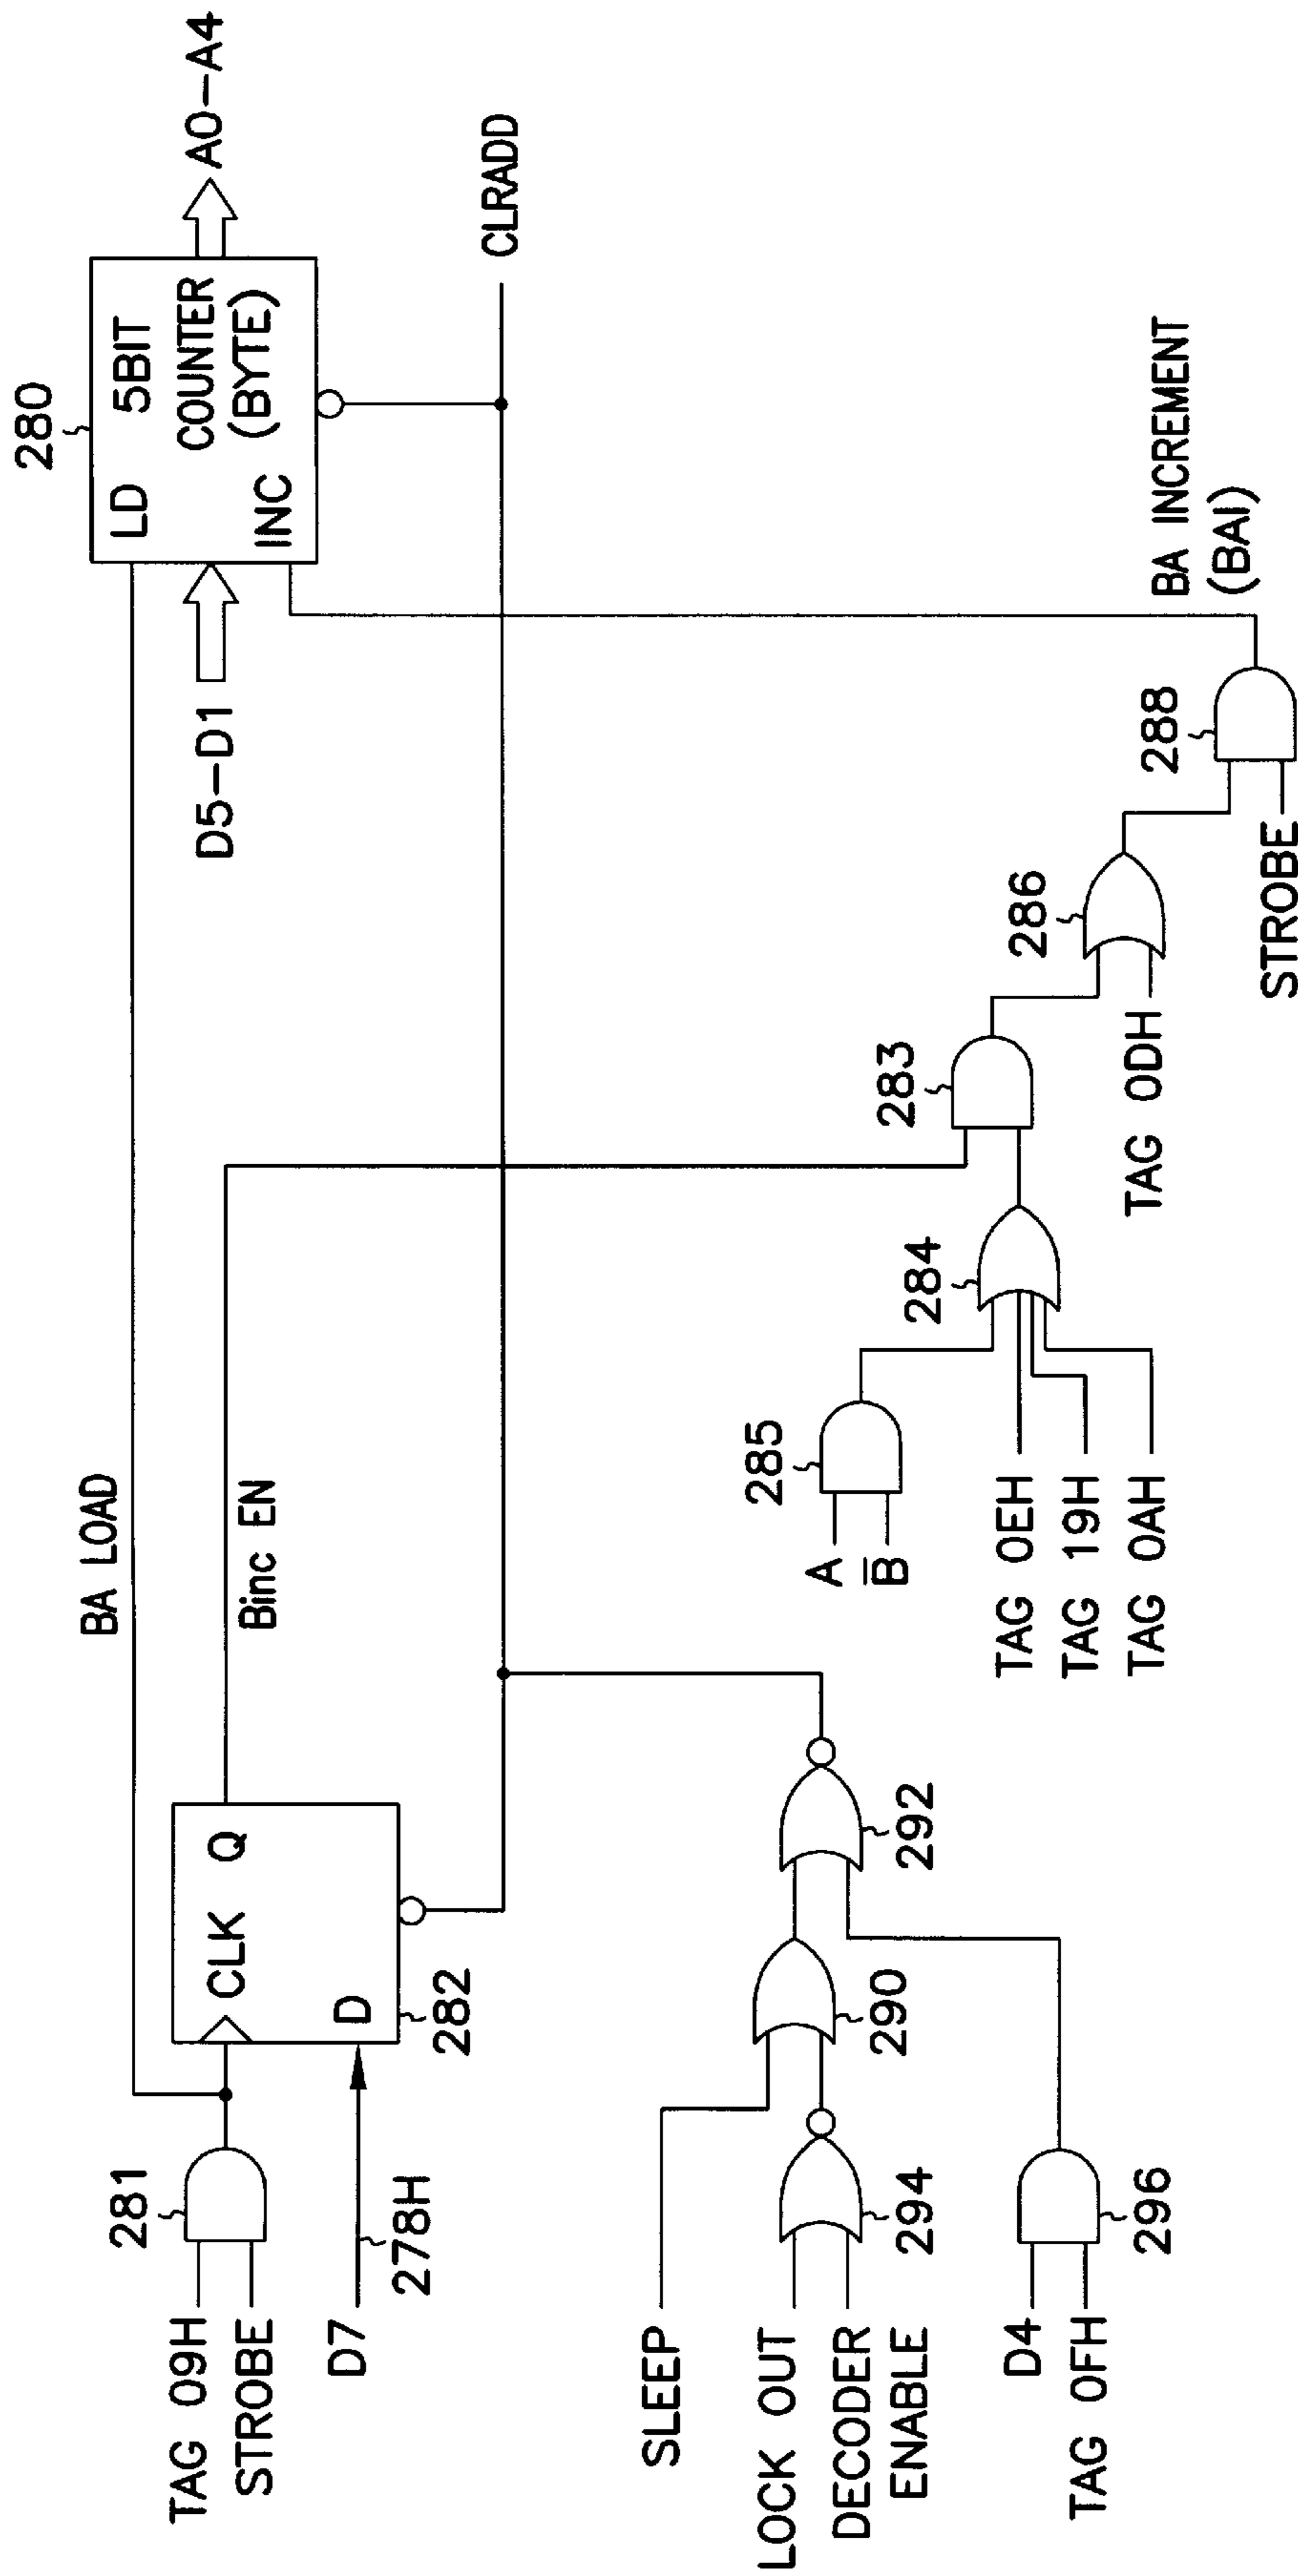 280
LD 5BIT
COUNTER
(BYTE)
INC
A0-A4
D5-D1
BA LOAD
CLRADD
281
TAG 09H
STROBE
CLK Q
D
282
D7
278H
Binc EN
BA INCREMENT
(BAI)
SLEEP
LOCK OUT
DECODER
ENABLE
294
290
292
D4
TAG 0FH
296
A
B̅
285
TAG 0EH
TAG 19H
TAG 0AH
284
283
TAG 0DH
286
STROBE
288